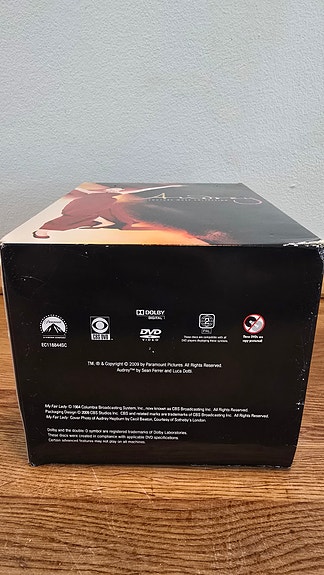 Audrey
EC118844SC
CBS DVD
DOLBY
DIGITAL
DVD
VIDEO
These discs are compatible with all
DVD players displaying these symbols.
These DVDs are
copy protected
TM, ® & Copyright © 2009 by Paramount Pictures. All Rights Reserved.
Audrey™ by Sean Ferrer and Luca Dotti.
My Fair Lady © 1964 Columbia Broadcasting System, Inc., now known as CBS Broadcasting Inc. All Rights Reserved.
Packaging Design © 2009 CBS Studios Inc. CBS and related marks are trademarks of CBS Broadcasting Inc. All Rights Reserved.
My Fair Lady Cover Photo of Audrey Hepburn by Cecil Beaton, Courtesy of Sotheby's London.
Dolby and the double D symbol are registered trademarks of Dolby Laboratories.
These discs were created in compliance with applicable DVD specifications.
Certain advanced features may not play on all machines.